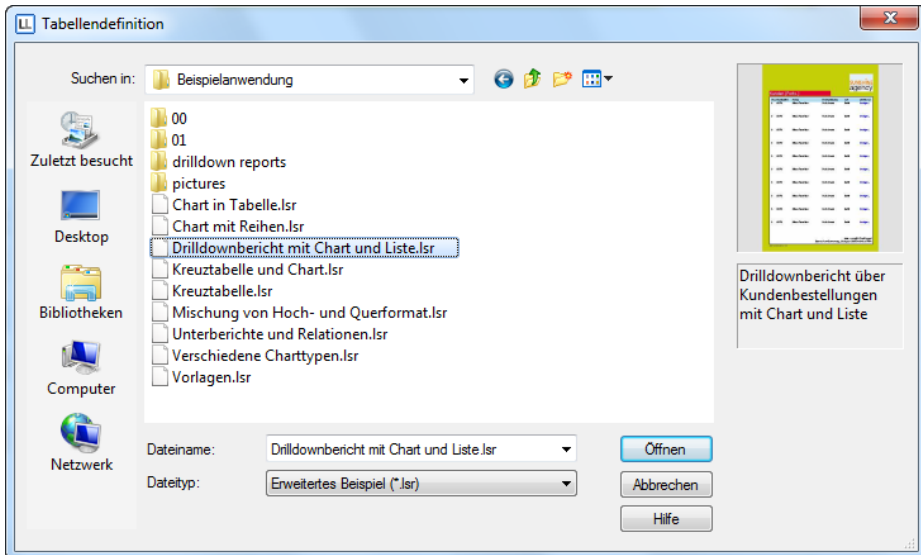 LL Tabellendefinition
Suchen in:
Beispielanwendung
Zuletzt besucht
Desktop
Bibliotheken
Computer
Netzwerk
00
01
drilldown reports
pictures
Chart in Tabelle.lsr
Chart mit Reihen.lsr
Drilldownbericht mit Chart und Liste.lsr
Kreuztabelle und Chart.lsr
Kreuztabelle.lsr
Mischung von Hoch- und Querformat.lsr
Unterberichte und Relationen.lsr
Verschiedene Charttypen.lsr
Vorlagen.lsr
agency
Drilldownbericht über
Kundenbestellungen
mit Chart und Liste
Dateiname:
Drilldownbericht mit Chart und Liste.lsr
Öffnen
Dateityp:
Erweitertes Beispiel (*.lsr)
Abbrechen
Hilfe